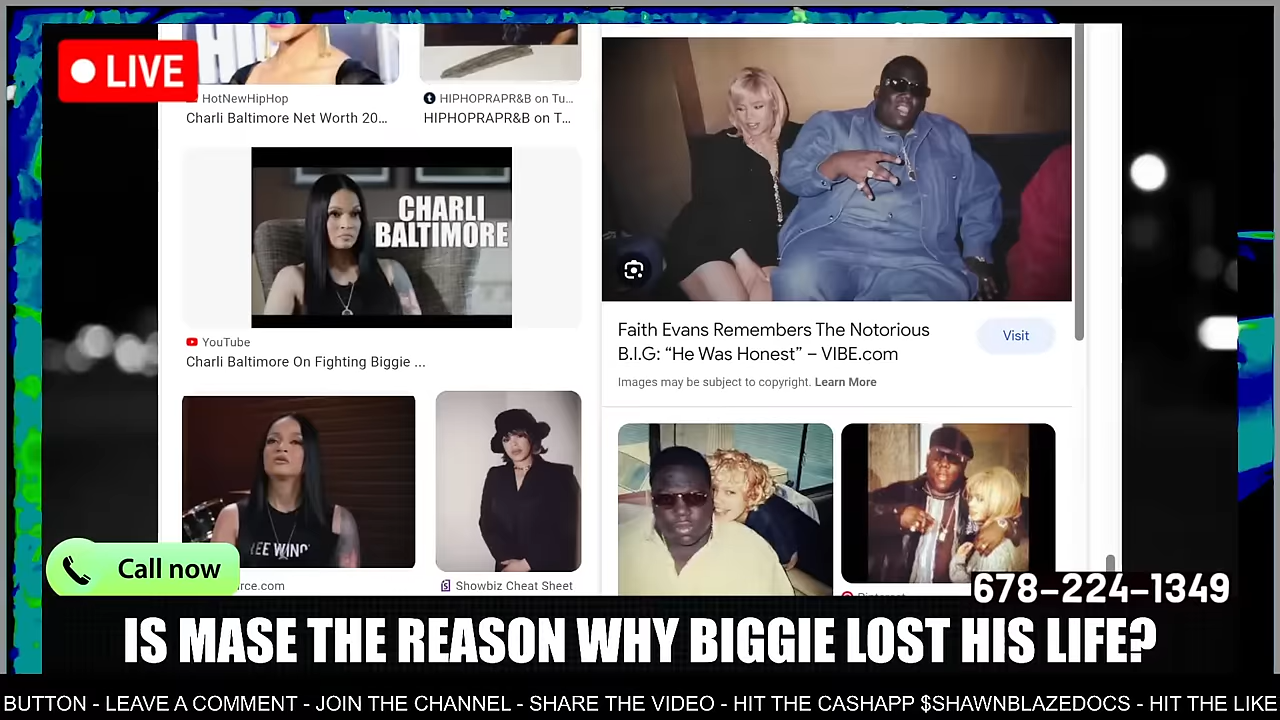 LIVE
HotNewHipHop
Charli Baltimore Net Worth 20...
HIPHOPRAPR&B on Tu...
HIPHOPRAPR&B on T...
CHARLI
BALTIMORE
YouTube
Charli Baltimore On Fighting Biggie ...
Faith Evans Remembers The Notorious
B.I.G: “He Was Honest” – VIBE.com
Visit
Images may be subject to copyright. Learn More
Call now
rce.com
Showbiz Cheat Sheet
678-224-1349
IS MASE THE REASON WHY BIGGIE LOST HIS LIFE?
BUTTON - LEAVE A COMMENT - JOIN THE CHANNEL - SHARE THE VIDEO - HIT THE CASHAPP $SHAWNBLAZEDOCS - HIT THE LIKE